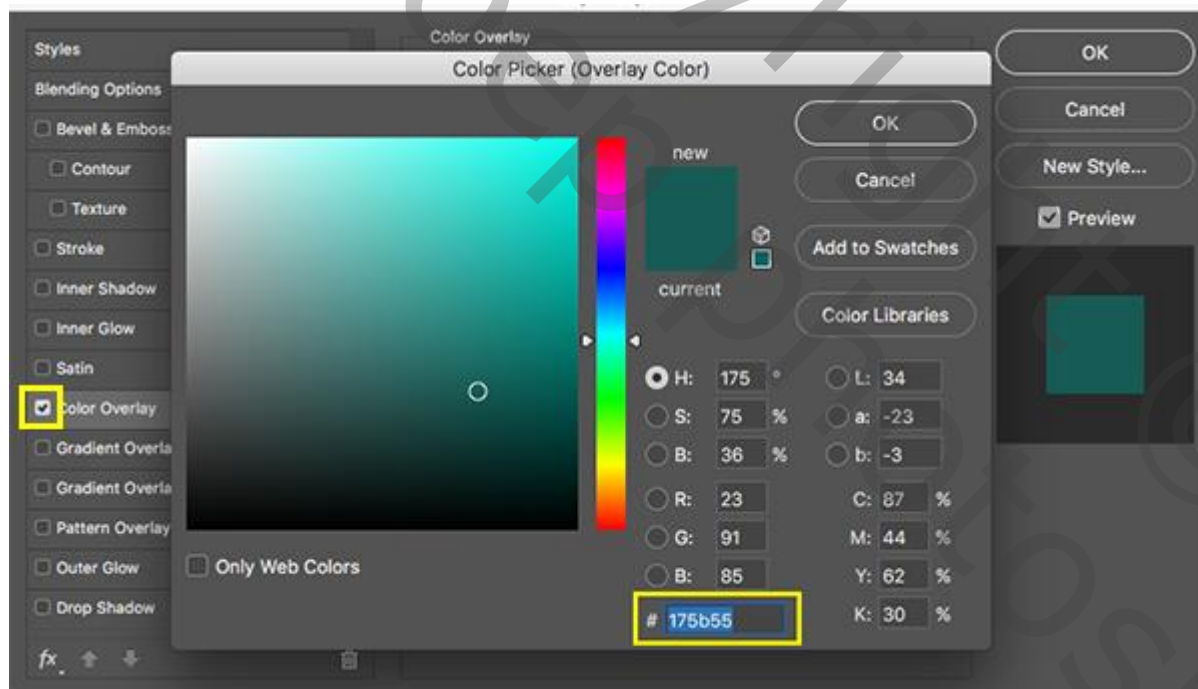 Color Overlay
Styles
Blending Options
Bevel & Emboss
Contour
Texture
Stroke
Inner Shadow
Inner Glow
Satin
Color Overlay
Gradient Overla
Gradient Overla
Pattern Overlay
Outer Glow
Drop Shadow
fx
Color Picker (Overlay Color)
new
current
Only Web Colors
OK
Cancel
Add to Swatches
Color Libraries
H: 175 °
S: 75 %
B: 36 %
R: 23
G: 91
B: 85
# 175b55
L: 34
a: -23
b: -3
C: 87 %
M: 44 %
Y: 62 %
K: 30 %
OK
Cancel
New Style...
Preview